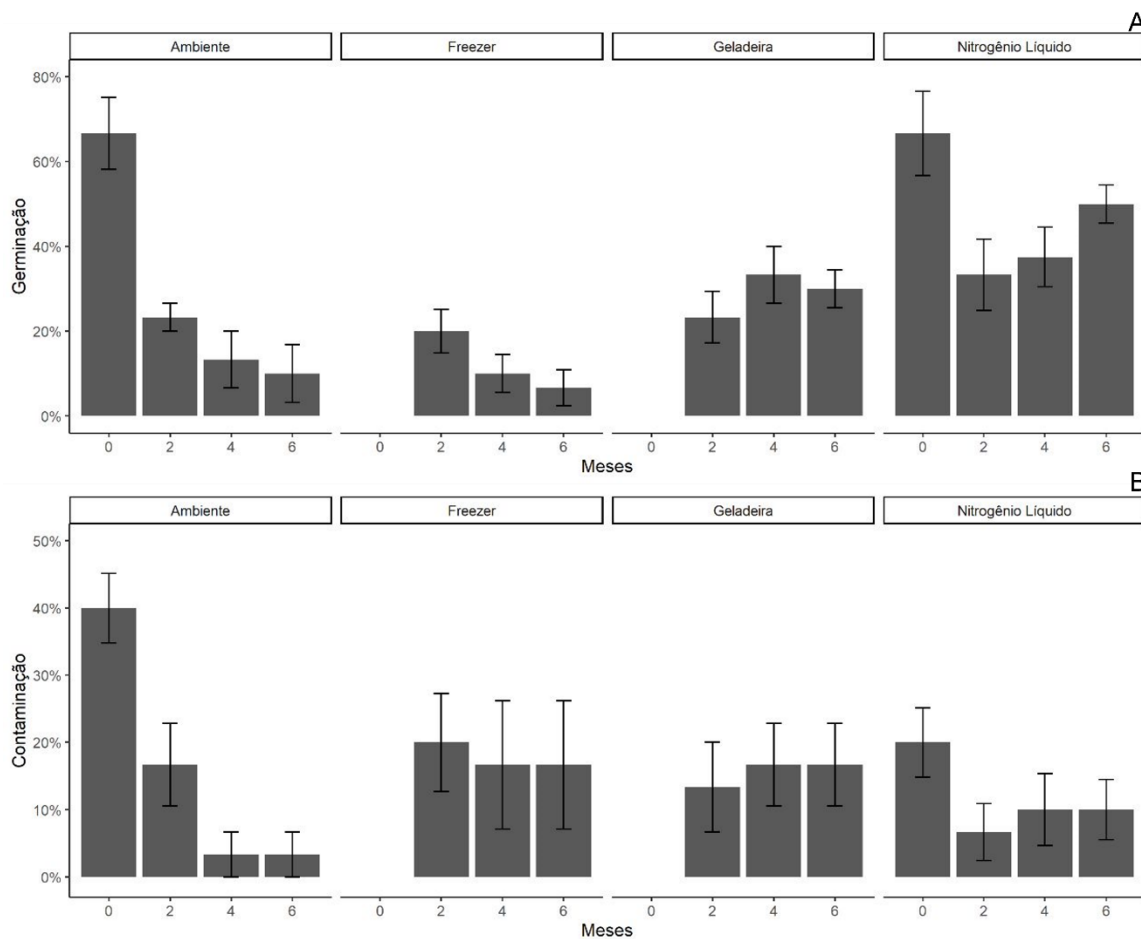 A
Ambiente Freezer Geladeira Nitrogênio Líquido
80%
60%
40%
20%
0%
Germinação
0 2 4 6 0 2 4 6 0 2 4 6 0 2 4 6
Meses
B
Ambiente Freezer Geladeira Nitrogênio Líquido
50%
40%
30%
20%
10%
0%
Contaminação
0 2 4 6 0 2 4 6 0 2 4 6 0 2 4 6
Meses